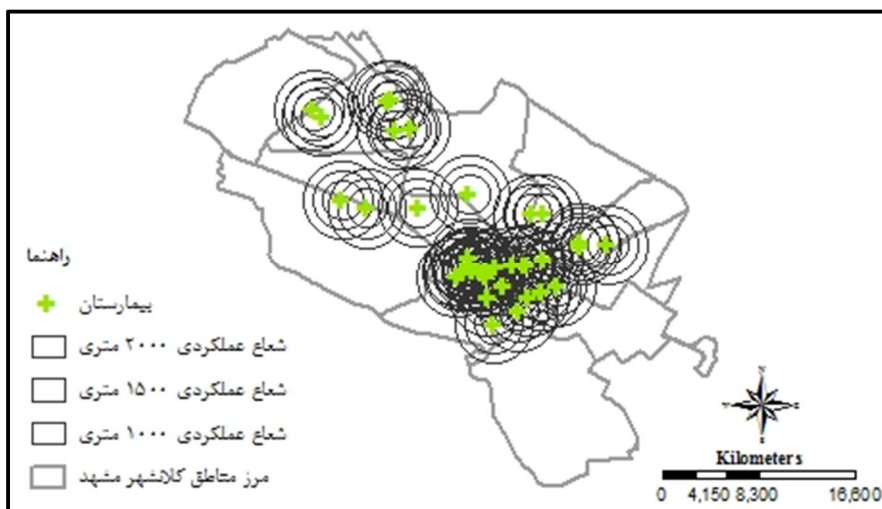 راهنما
بیمارستان
شعاع عملکردی ۲۰۰۰ متری
شعاع عملکردی ۱۵۰۰ متری
شعاع عملکردی ۱۰۰۰ متری
مرز مناطق کلانشهر مشهد
N
E
S
Kilometers
0 4,150 8,300 16,600